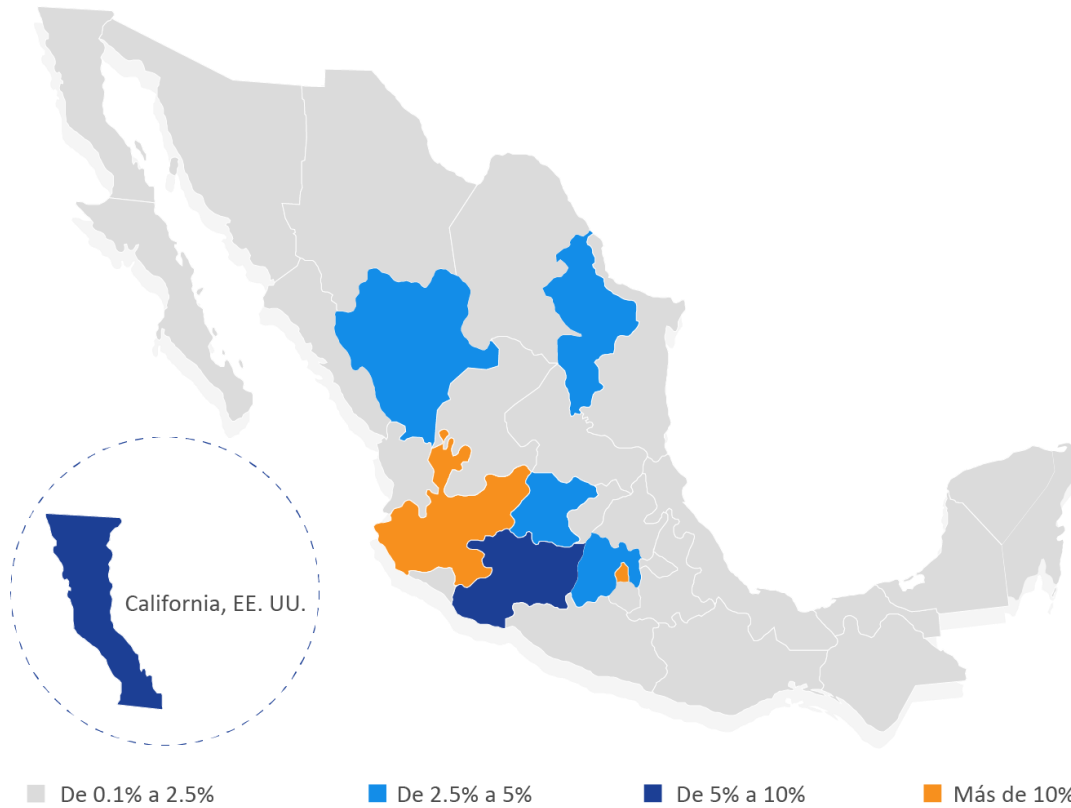 California, EE. UU.
De 0.1% a 2.5%
De 2.5% a 5%
De 5% a 10%
Más de 10%